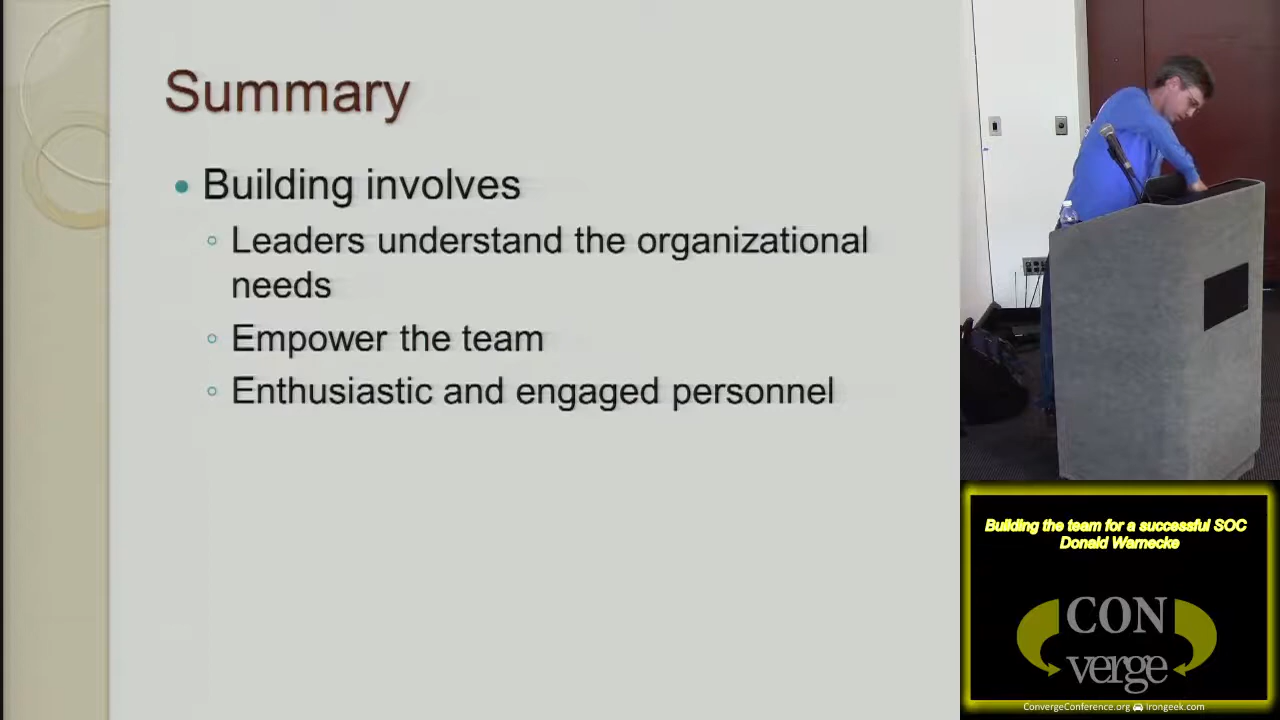 Summary
Building involves
Leaders understand the organizational
needs
Empower the team
Enthusiastic and engaged personnel
Building the team for a successful SOC
Donald Warnecke
CON
verge
ConvergeConference.org irongeek.com